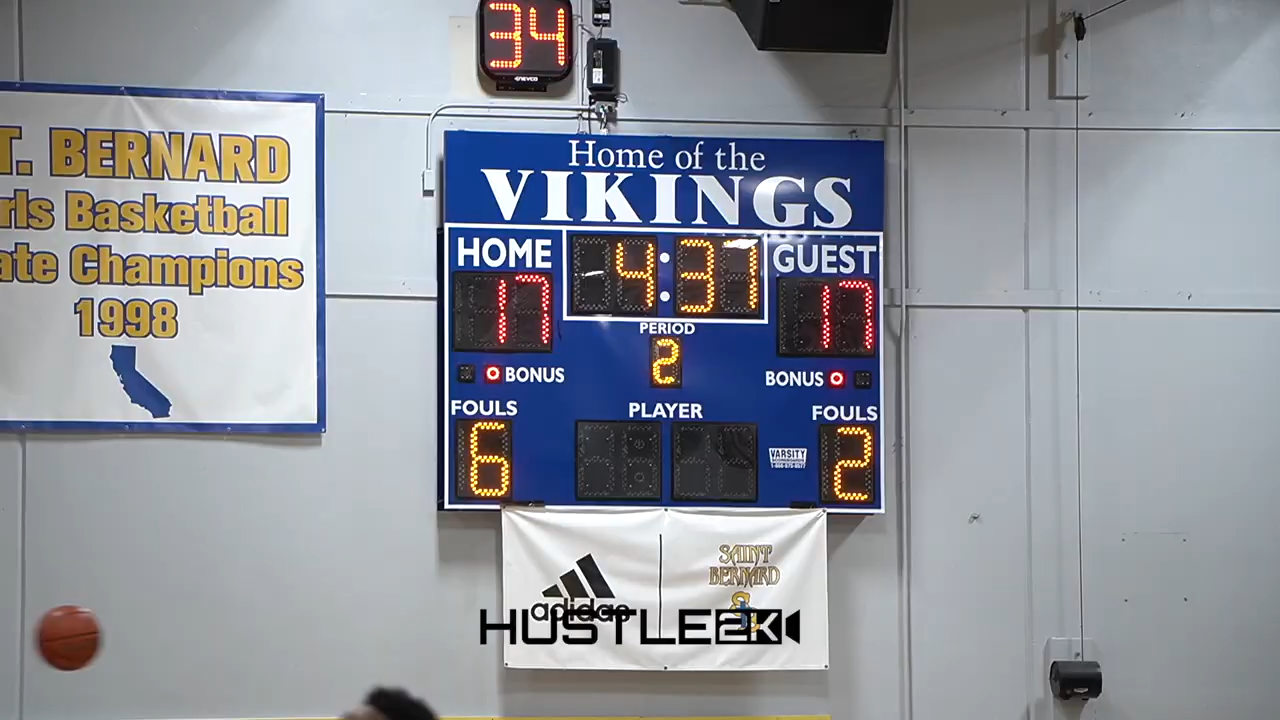 34
NEVCO
T. BERNARD
rls Basketball
ate Champions
1998
Home of the
VIKINGS
HOME
4:31
GUEST
17
17
PERIOD
2
BONUS
BONUS
FOULS
PLAYER
FOULS
6
2
VARSITY
adidas
SAINT
BERNARD
HUSTLE2K